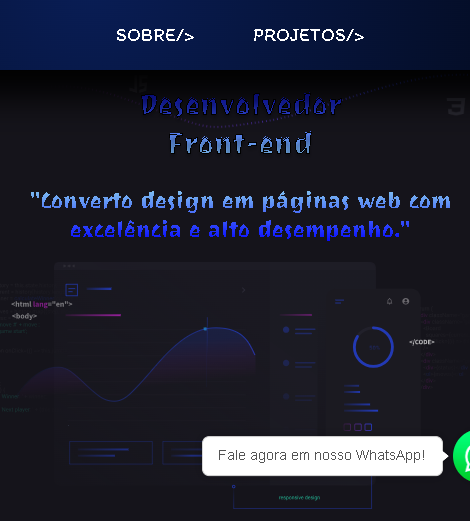 SOBRE/>
PROJETOS/>
Desenvolvedor
Front-end
"Converto design em páginas web com
excelência e alto desempenho."
<html lang="en">
<body>
</CODE>
Fale agora em nosso WhatsApp!
responsive design